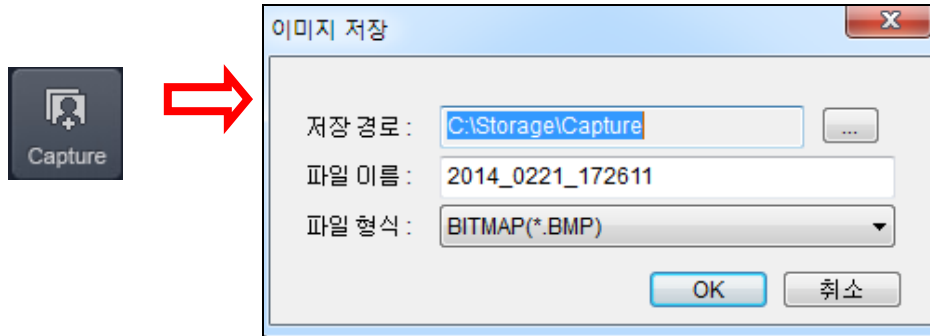 이미지 저장
Capture
저장 경로 : C:\Storage\Capture ...
파일 이름 : 2014_0221_172611
파일 형식 : BITMAP(*.BMP)
OK 취소